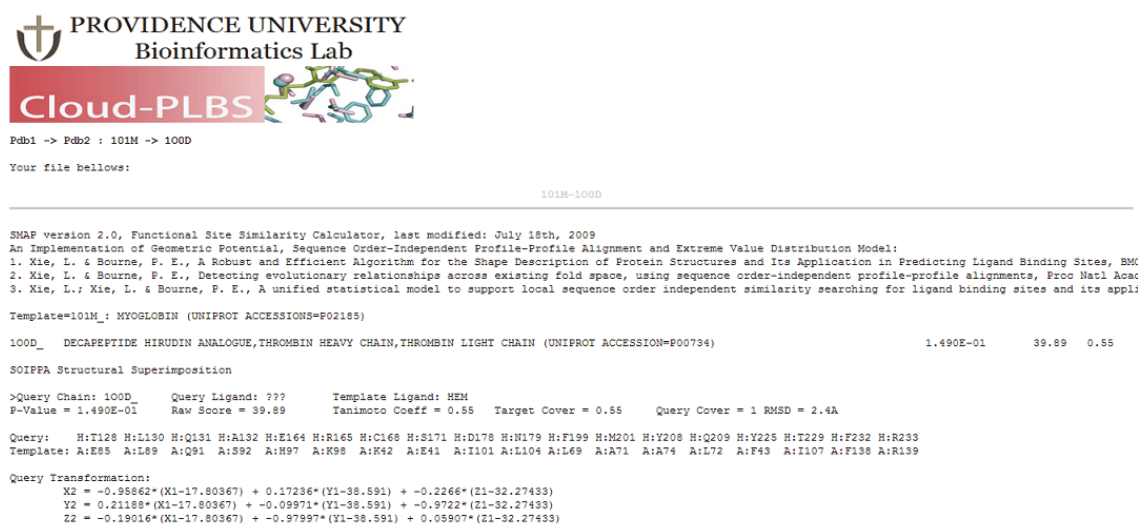 PROVIDENCE UNIVERSITY
Bioinformatics Lab
Cloud-PLBS
Pdb1 -> Pdb2 : 101M -> 1O0D
Your file bellows:
101M-1O0D
SMAP version 2.0, Functional Site Similarity Calculator, last modified: July 18th, 2009
An Implementation of Geometric Potential, Sequence Order-Independent Profile-Profile Alignment and Extreme Value Distribution Model:
1. Xie, L. & Bourne, P. E., A Robust and Efficient Algorithm for the Shape Description of Protein Structures and Its Application in Predicting Ligand Binding Sites, BMC
2. Xie, L. & Bourne, P. E., Detecting evolutionary relationships across existing fold space, using sequence order-independent profile-profile alignments, Proc Natl Acad
3. Xie, L.; Xie, L. & Bourne, P. E., A unified statistical model to support local sequence order independent similarity searching for ligand binding sites and its appli
Template=101M_: MYOGLOBIN (UNIPROT ACCESSIONS=P02185)
1O0D_ DECAPEPTIDE HIRUDIN ANALOGUE,THROMBIN HEAVY CHAIN,THROMBIN LIGHT CHAIN (UNIPROT ACCESSION=P00734) 1.490E-01 39.89 0.55
SOIPPA Structural Superimposition
>Query Chain: 1O0D_ Query Ligand: ??? Template Ligand: HEM
P-Value = 1.490E-01 Raw Score = 39.89 Tanimoto Coeff = 0.55 Target Cover = 0.55 Query Cover = 1 RMSD = 2.4A
Query: H:T128 H:L130 H:Q131 H:A132 H:E164 H:R165 H:C168 H:S171 H:D178 H:N179 H:F199 H:M201 H:Y208 H:Q209 H:Y225 H:T229 H:F232 H:R233
Template: A:E85 A:L89 A:Q91 A:S92 A:H97 A:K98 A:K42 A:E41 A:I101 A:L104 A:L69 A:A71 A:A74 A:L72 A:F43 A:I107 A:F138 A:R139
Query Transformation:
X2 = -0.95862*(X1-17.80367) + 0.17236*(Y1-38.591) + -0.2266*(Z1-32.27433)
Y2 = 0.21188*(X1-17.80367) + -0.09971*(Y1-38.591) + -0.9722*(Z1-32.27433)
Z2 = -0.19016*(X1-17.80367) + -0.97997*(Y1-38.591) + 0.05907*(Z1-32.27433)